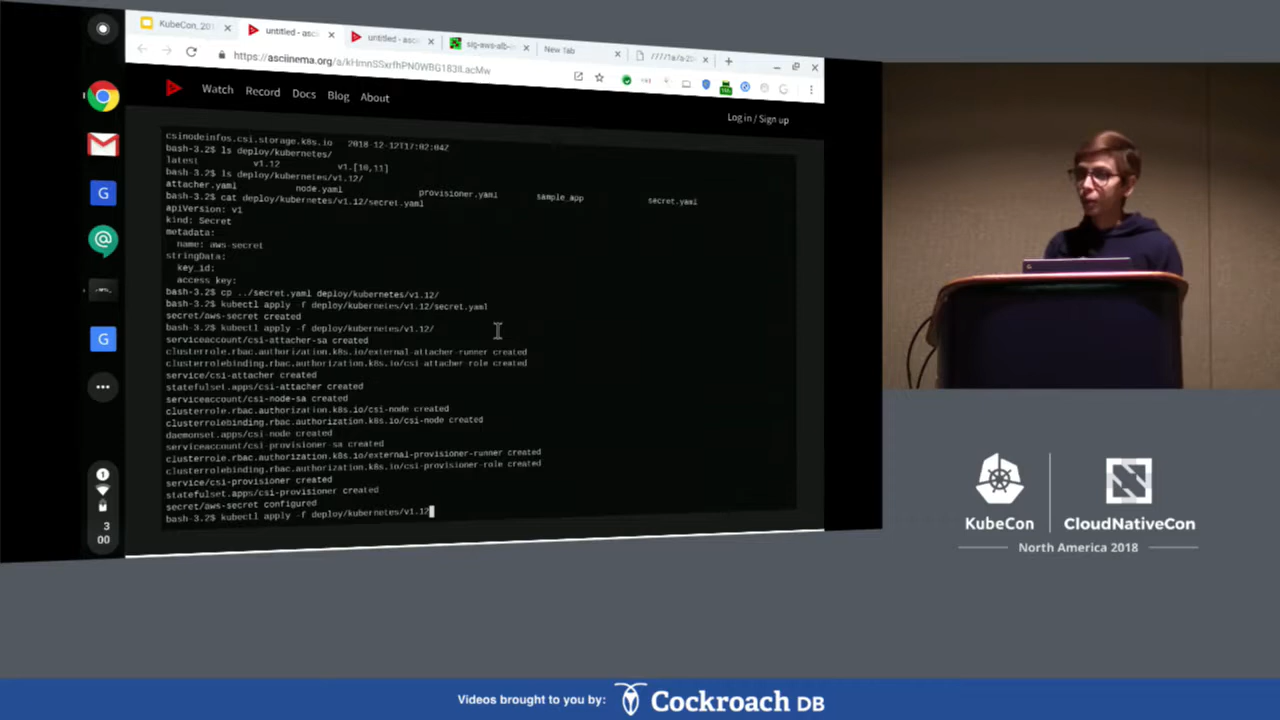 KubeCon_201
untitled - asci
untitled - asci
sig-aws-alb-in
New Tab
https://asciinema.org/a/
Watch
Record
Docs
Blog
About
Log in / Sign up
csinodeinfos.csi.storage.k8s.io 2018-12-12T17:02:04Z
bash-3.2$ ls deploy/kubernetes/
latest v1.12 v1.[10,11]
bash-3.2$ ls deploy/kubernetes/v1.12/
attacher.yaml node.yaml provisioner.yaml sample_app secret.yaml
bash-3.2$ cat deploy/kubernetes/v1.12/secret.yaml
apiVersion: v1
kind: Secret
metadata:
name: aws-secret
stringData:
key_id:
access_key:
bash-3.2$ cp ../secret.yaml deploy/kubernetes/v1.12/
bash-3.2$ kubectl apply -f deploy/kubernetes/v1.12/secret.yaml
secret/aws-secret created
bash-3.2$ kubectl apply -f deploy/kubernetes/v1.12/
serviceaccount/csi-attacher-sa created
clusterrole.rbac.authorization.k8s.io/external-attacher-runner created
clusterrolebinding.rbac.authorization.k8s.io/csi-attacher-role created
service/csi-attacher created
statefulset.apps/csi-attacher created
serviceaccount/csi-node-sa created
clusterrole.rbac.authorization.k8s.io/csi-node created
clusterrolebinding.rbac.authorization.k8s.io/csi-node created
daemonset.apps/csi-node created
serviceaccount/csi-provisioner-sa created
clusterrole.rbac.authorization.k8s.io/external-provisioner-runner created
clusterrolebinding.rbac.authorization.k8s.io/csi-provisioner-role created
service/csi-provisioner created
statefulset.apps/csi-provisioner created
secret/aws-secret configured
bash-3.2$ kubectl apply -f deploy/kubernetes/v1.12
3
00
KubeCon
CloudNativeCon
North America 2018
Videos brought to you by:
Cockroach DB